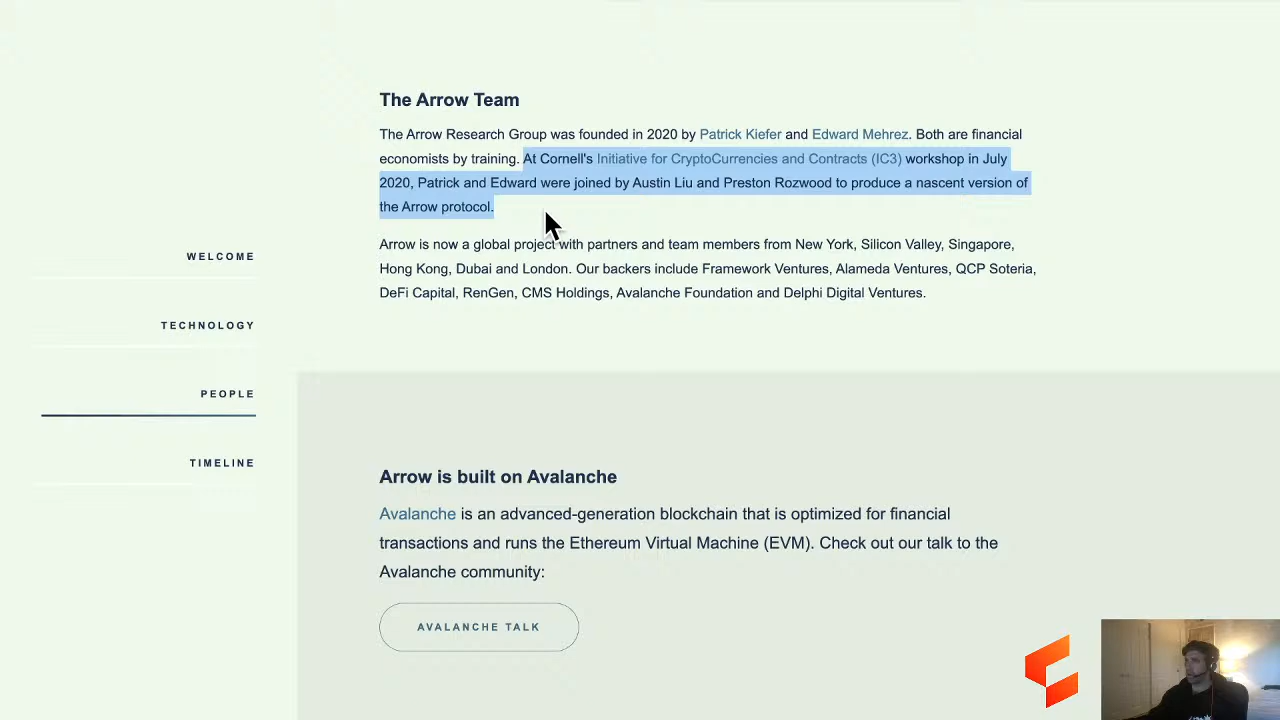 The Arrow Team
The Arrow Research Group was founded in 2020 by Patrick Kiefer and Edward Mehrez. Both are financial
economists by training. At Cornell's Initiative for CryptoCurrencies and Contracts (IC3) workshop in July
2020, Patrick and Edward were joined by Austin Liu and Preston Rozwood to produce a nascent version of
the Arrow protocol.
Arrow is now a global project with partners and team members from New York, Silicon Valley, Singapore,
Hong Kong, Dubai and London. Our backers include Framework Ventures, Alameda Ventures, QCP Soteria,
DeFi Capital, RenGen, CMS Holdings, Avalanche Foundation and Delphi Digital Ventures.
WELCOME
TECHNOLOGY
PEOPLE
TIMELINE
Arrow is built on Avalanche
Avalanche is an advanced-generation blockchain that is optimized for financial
transactions and runs the Ethereum Virtual Machine (EVM). Check out our talk to the
Avalanche community:
AVALANCHE TALK